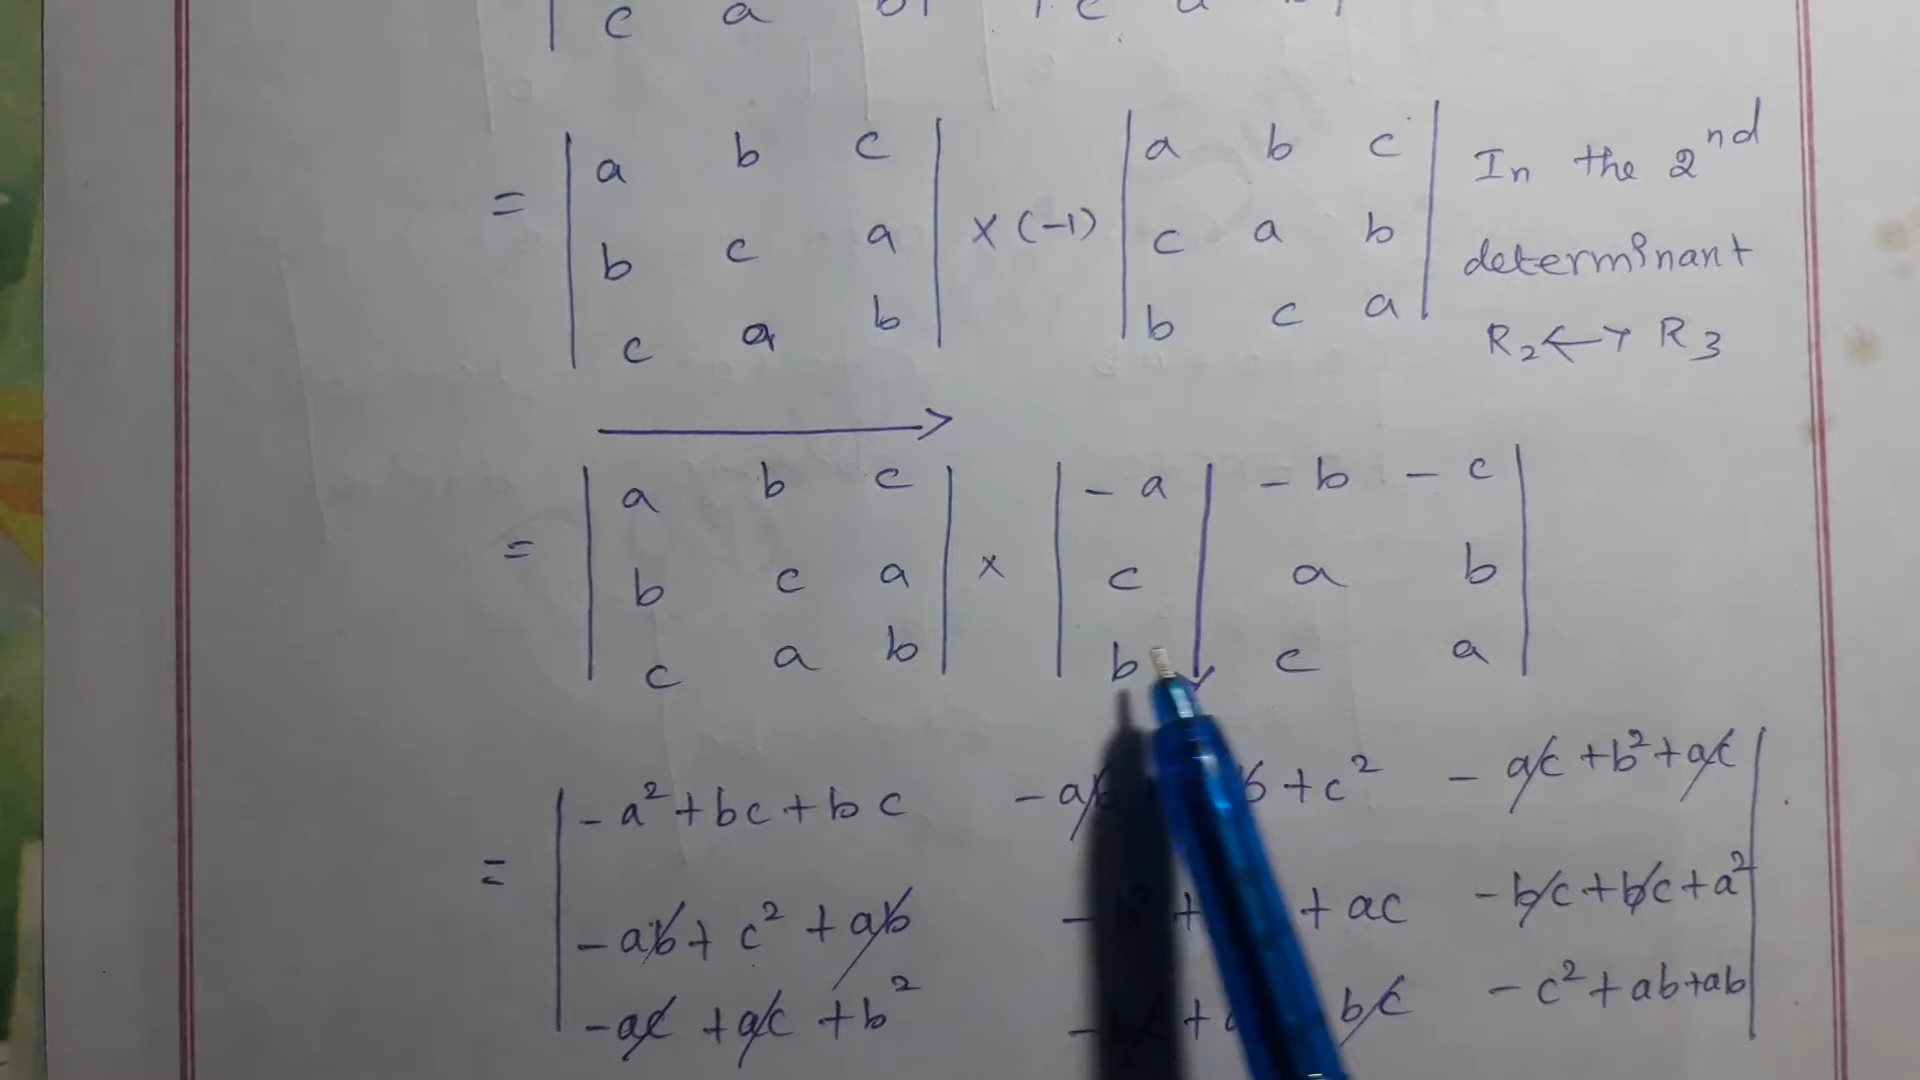 | c a b | | c a b |
= | a b c | × (-1) | a b c | In the 2nd
| b c a | | c a b | determinant
| c a b | | b c a | R2 ←→ R3
= | a b c | × | -a | -b -c |
| b c a | | c | a b |
| c a b | | b | c a |
= | -a² + bc + bc -ab b + c² -ac + b² + ac |
| -ab + c² + ab - + ac -bc + bc + a² |
| -ac + ac + b² - + bc -c² + ab + ab |